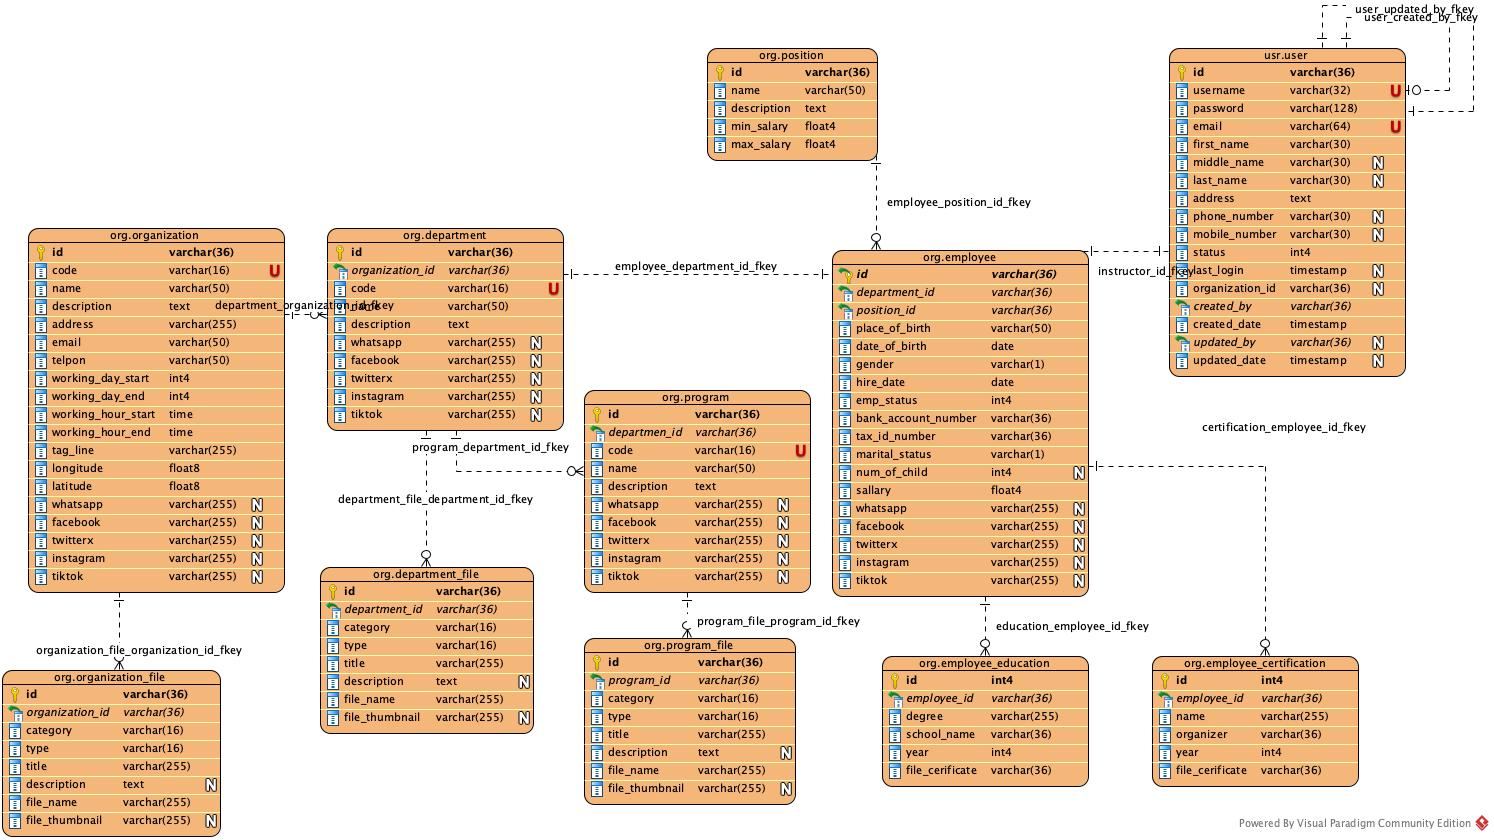 user_updated_by_fkey
user_created_by_fkey
org.position
id varchar(36)
name varchar(50)
description text
min_salary float4
max_salary float4
employee_position_id_fkey
usr.user
id varchar(36)
username varchar(32) U
password varchar(128)
email varchar(64) U
first_name varchar(30)
middle_name varchar(30) N
last_name varchar(30) N
address text
phone_number varchar(30) N
mobile_number varchar(30) N
status int4
last_login timestamp N
organization_id varchar(36) N
created_by varchar(36)
created_date timestamp
updated_by varchar(36) N
updated_date timestamp N
instructor_id_fkey
org.organization
id varchar(36)
code varchar(16) U
name varchar(50)
description text
address varchar(255)
email varchar(50)
telpon varchar(50)
working_day_start int4
working_day_end int4
working_hour_start time
working_hour_end time
tag_line varchar(255)
longitude float8
latitude float8
whatsapp varchar(255) N
facebook varchar(255) N
twitterx varchar(255) N
instagram varchar(255) N
tiktok varchar(255) N
department_organization_id_fkey
org.department
id varchar(36)
organization_id varchar(36)
code varchar(16) U
name varchar(50)
description text
whatsapp varchar(255) N
facebook varchar(255) N
twitterx varchar(255) N
instagram varchar(255) N
tiktok varchar(255) N
employee_department_id_fkey
org.employee
id varchar(36)
department_id varchar(36)
position_id varchar(36)
place_of_birth varchar(50)
date_of_birth date
gender varchar(1)
hire_date date
emp_status int4
bank_account_number varchar(36)
tax_id_number varchar(36)
marital_status varchar(1)
num_of_child int4 N
sallary float4
whatsapp varchar(255) N
facebook varchar(255) N
twitterx varchar(255) N
instagram varchar(255) N
tiktok varchar(255) N
program_department_id_fkey
department_file_department_id_fkey
org.program
id varchar(36)
departmen_id varchar(36)
code varchar(16) U
name varchar(50)
description text
whatsapp varchar(255) N
facebook varchar(255) N
twitterx varchar(255) N
instagram varchar(255) N
tiktok varchar(255) N
certification_employee_id_fkey
organization_file_organization_id_fkey
org.organization_file
id varchar(36)
organization_id varchar(36)
category varchar(16)
type varchar(16)
title varchar(255)
description text N
file_name varchar(255)
file_thumbnail varchar(255) N
org.department_file
id varchar(36)
department_id varchar(36)
category varchar(16)
type varchar(16)
title varchar(255)
description text N
file_name varchar(255)
file_thumbnail varchar(255) N
program_file_program_id_fkey
org.program_file
id varchar(36)
program_id varchar(36)
category varchar(16)
type varchar(16)
title varchar(255)
description text N
file_name varchar(255)
file_thumbnail varchar(255) N
education_employee_id_fkey
org.employee_education
id int4
employee_id varchar(36)
degree varchar(255)
school_name varchar(36)
year int4
file_cerificate varchar(36)
org.employee_certification
id int4
employee_id varchar(36)
name varchar(255)
organizer varchar(36)
year int4
file_cerificate varchar(36)
Powered By Visual Paradigm Community Edition